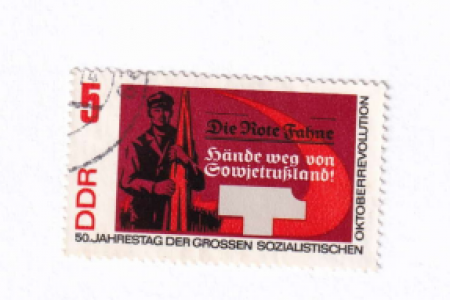 5
DDR
Die Rote Fahne
Hände weg von
Sowjetrußland!
50. JAHRESTAG DER GROSSEN SOZIALISTISCHEN
OKTOBERREVOLUTION